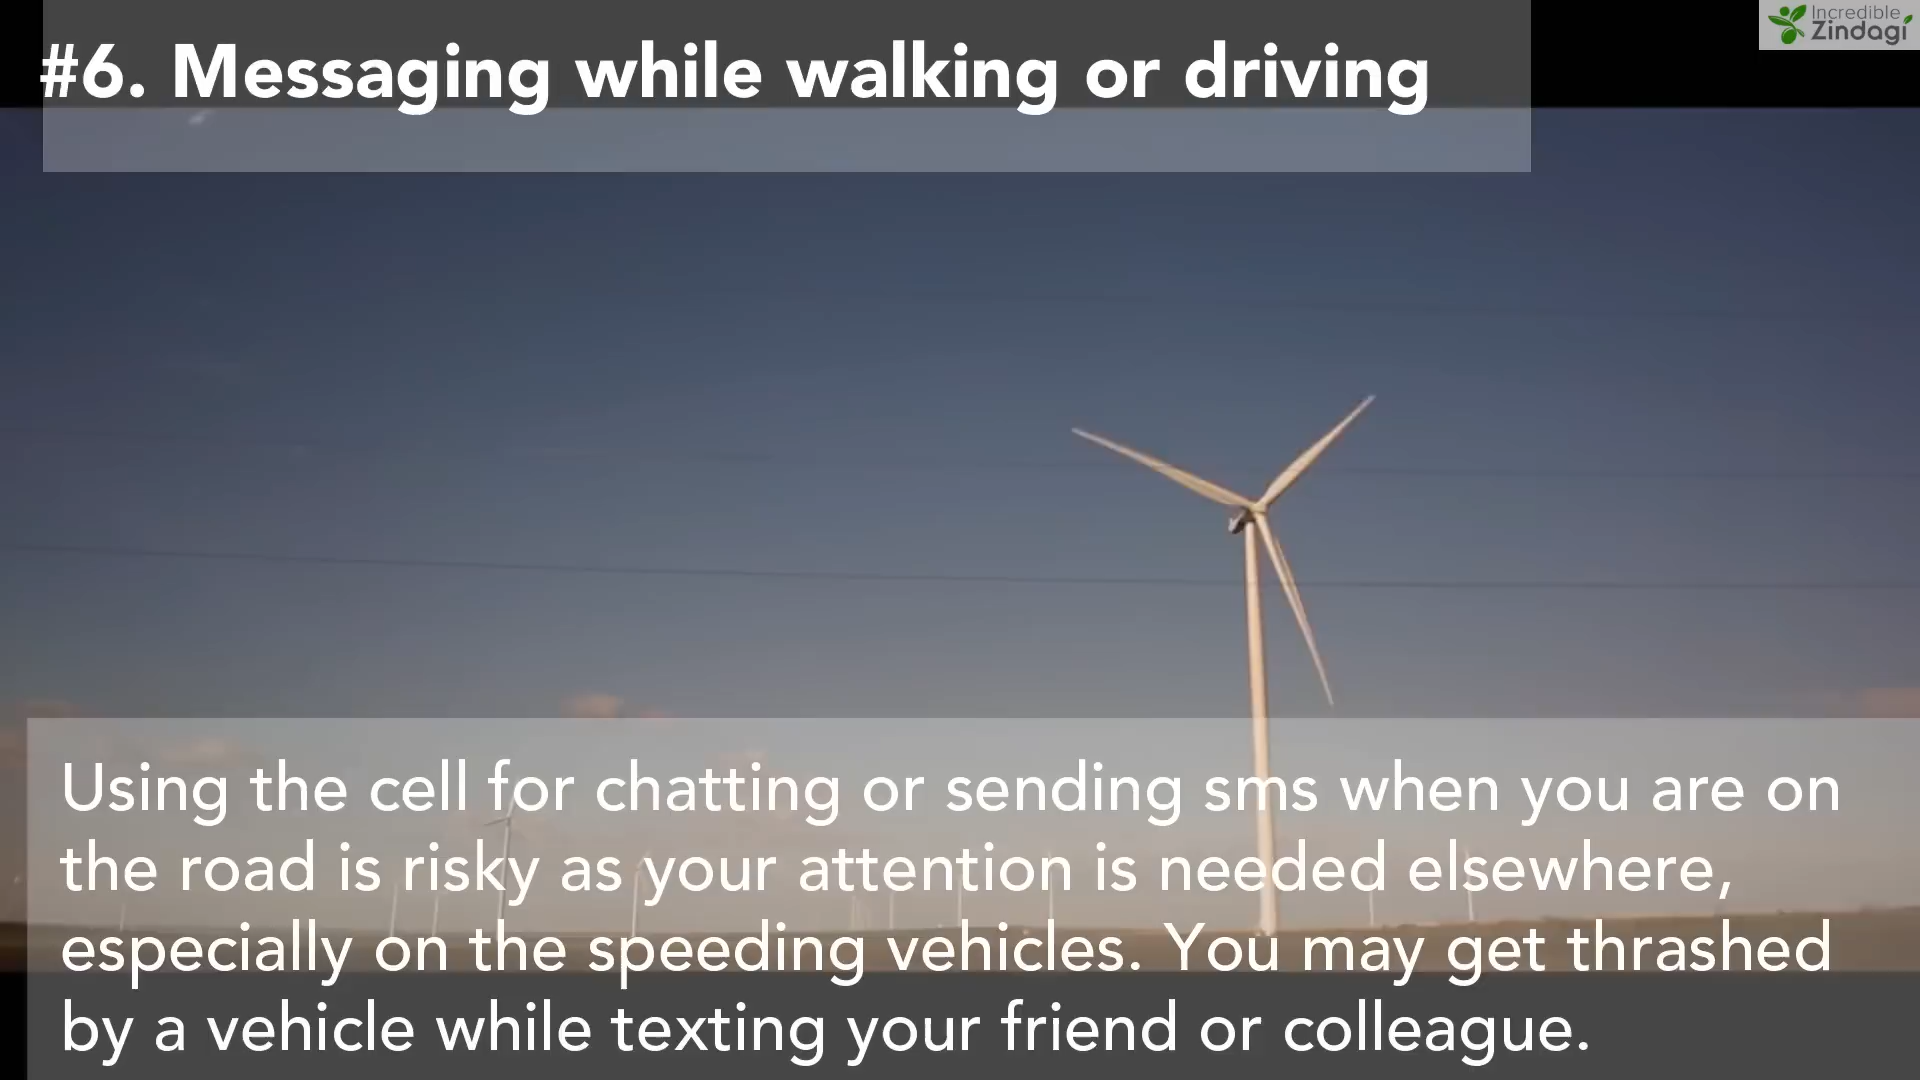 #6. Messaging while walking or driving
Incredible
Zindagi
Using the cell for chatting or sending sms when you are on
the road is risky as your attention is needed elsewhere,
especially on the speeding vehicles. You may get thrashed
by a vehicle while texting your friend or colleague.